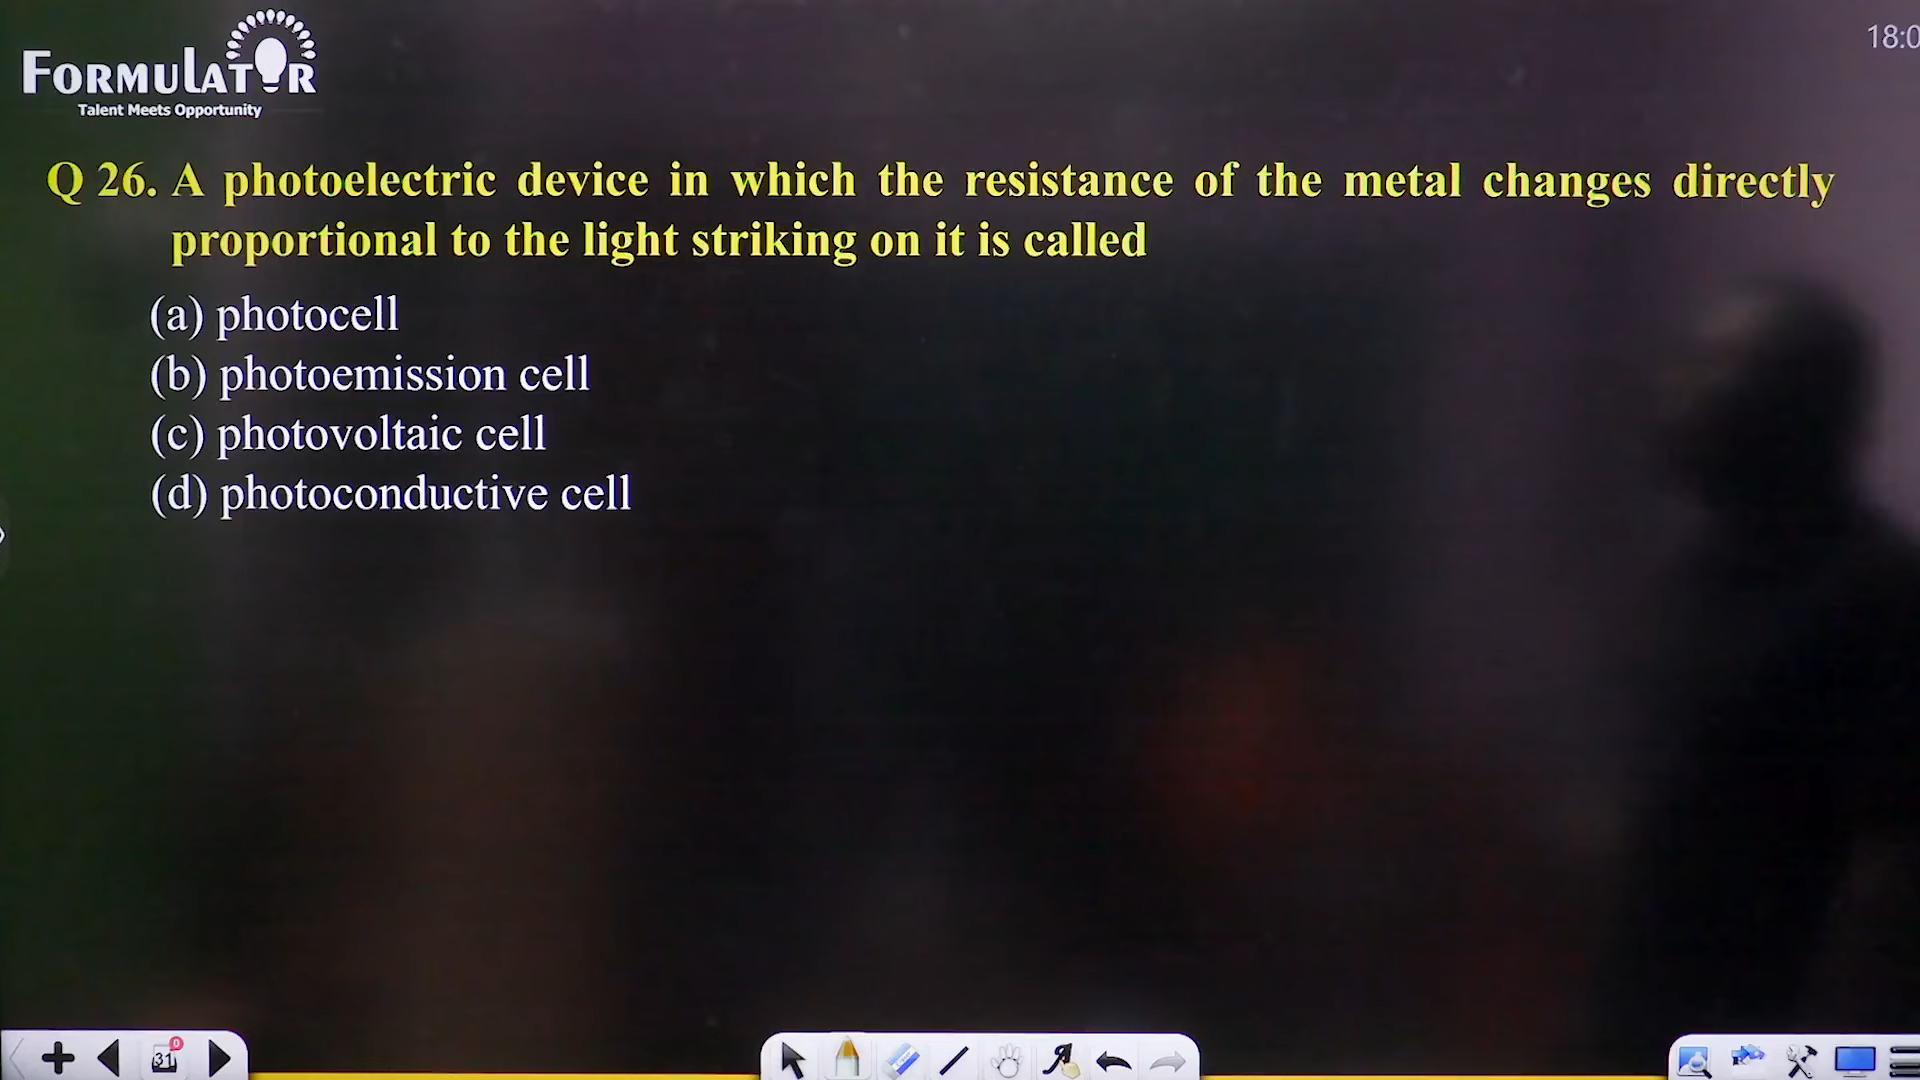 FORMULATOR
Talent Meets Opportunity
18:0
Q 26. A photoelectric device in which the resistance of the metal changes directly
proportional to the light striking on it is called
(a) photocell
(b) photoemission cell
(c) photovoltaic cell
(d) photoconductive cell
31
0